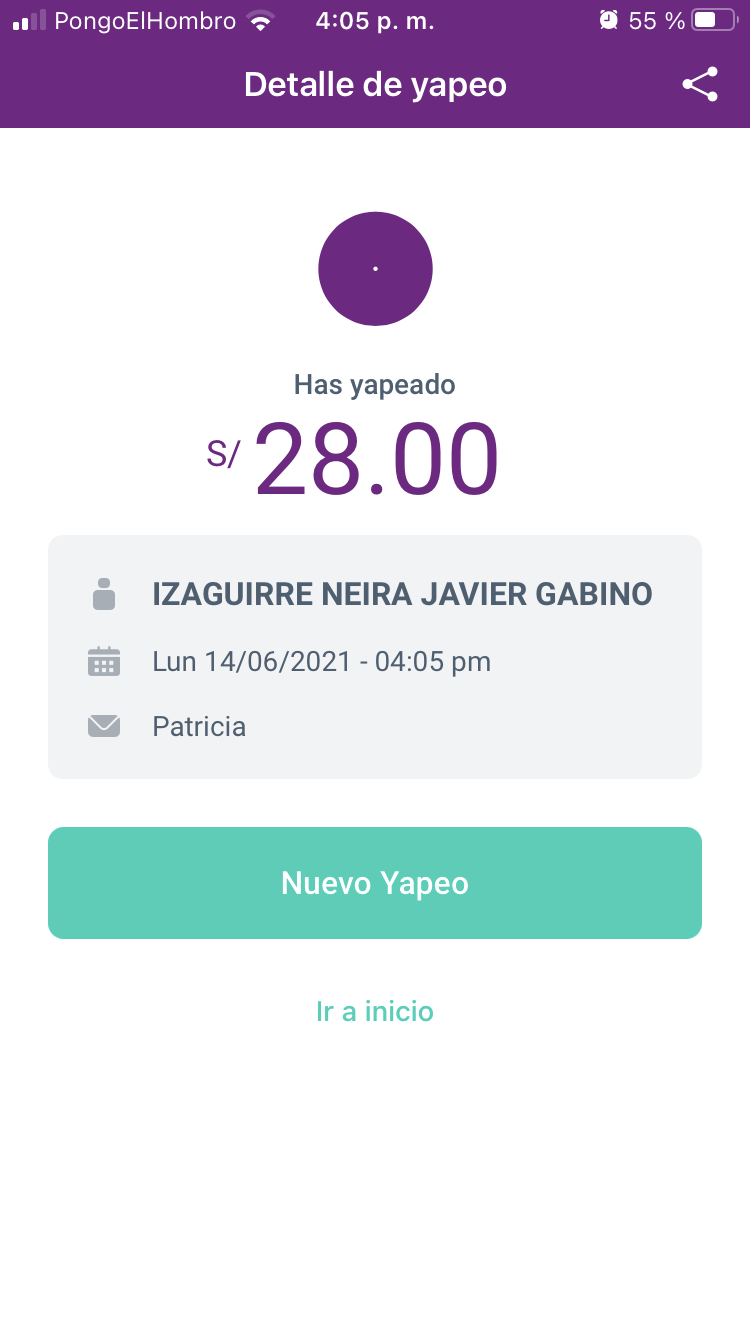 PongoElHombro 4:05 p. m. 55 %
Detalle de yapeo
Has yapeado
S/ 28.00
IZAGUIRRE NEIRA JAVIER GABINO
Lun 14/06/2021 - 04:05 pm
Patricia
Nuevo Yapeo
Ir a inicio